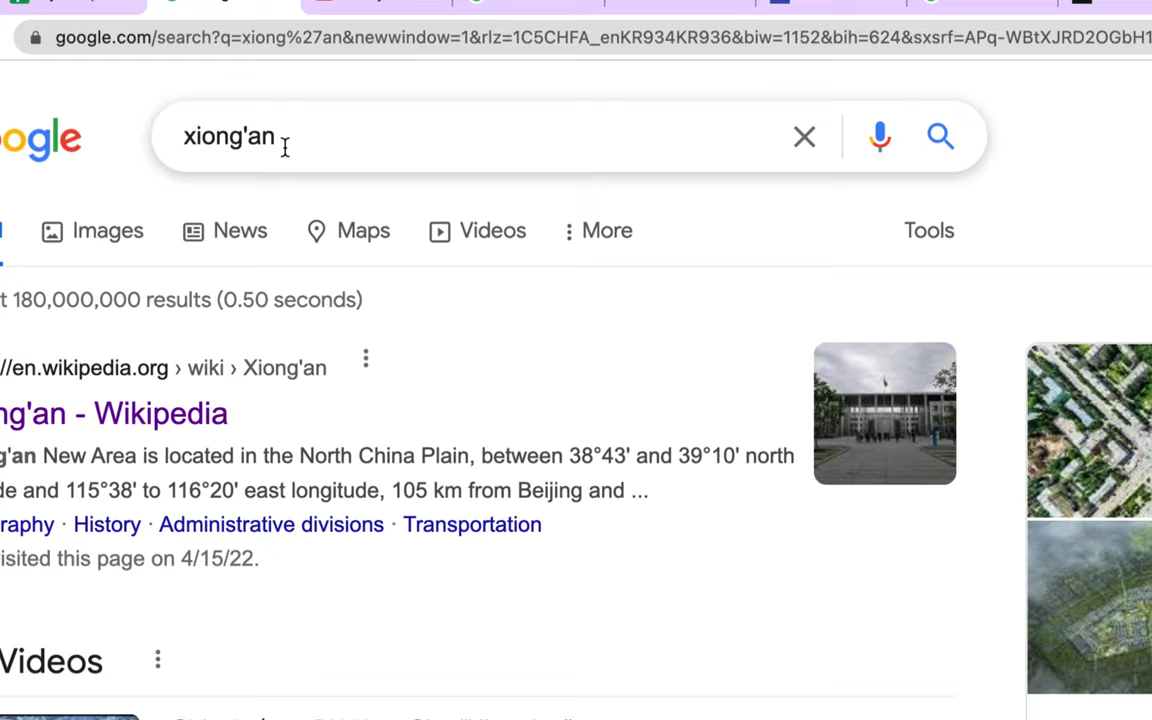 google.com/search?q=xiong%27an&newwindow=1&rlz=1C5CHFA_enKR934KR936&biw=1152&bih=624&sxsrf=APq-WBtXJRD2OGbH1
ogle
xiong'an
Images News Maps Videos More Tools
t 180,000,000 results (0.50 seconds)
//en.wikipedia.org › wiki › Xiong'an
ng'an - Wikipedia
g'an New Area is located in the North China Plain, between 38°43' and 39°10' north
de and 115°38' to 116°20' east longitude, 105 km from Beijing and ...
raphy · History · Administrative divisions · Transportation
isited this page on 4/15/22.
Videos